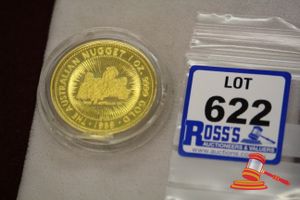 THE AUSTRALIAN NUGGET 1 OZ. 9999 GOLD
LOT
622
ROSS'S
AUCTIONEERS & VALUERS